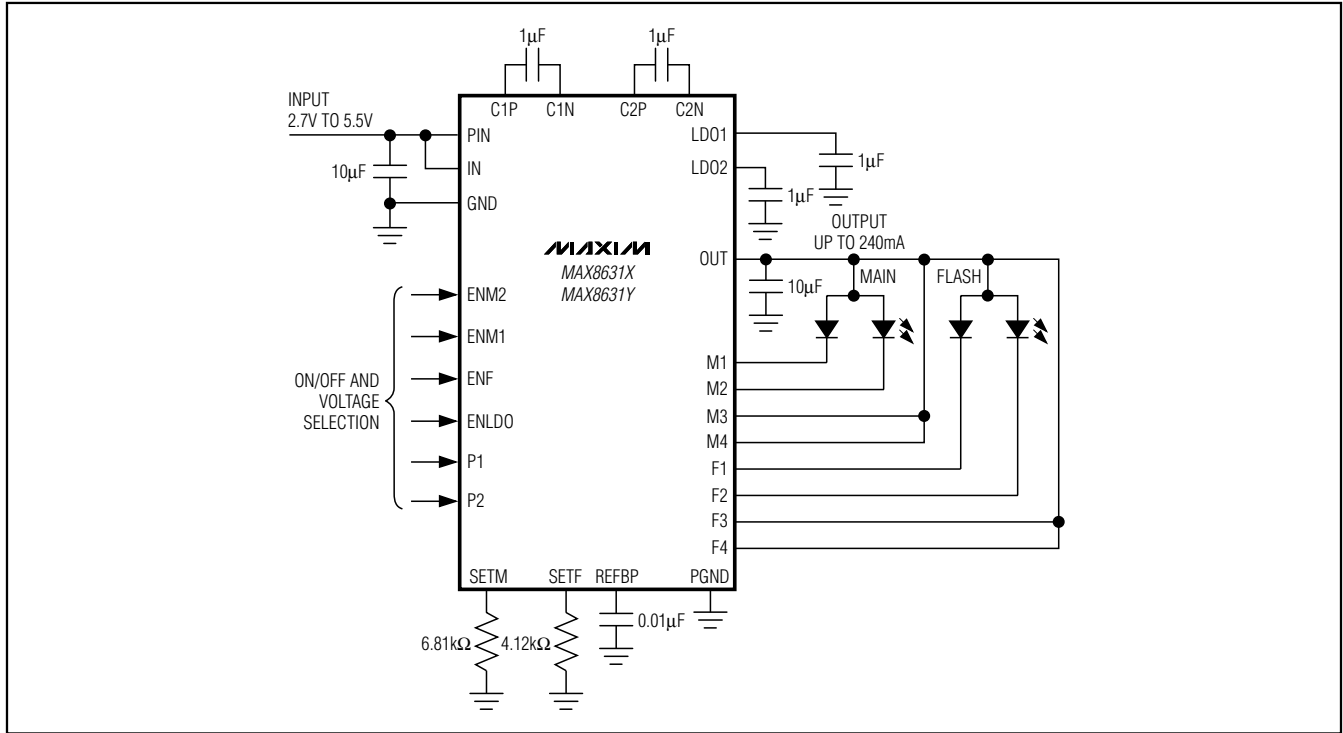 1µF
1µF
INPUT
2.7V TO 5.5V
C1P
C1N
C2P
C2N
PIN
LDO1
10µF
IN
LDO2
1µF
1µF
GND
OUTPUT
UP TO 240mA
MAXIM
MAX8631X
MAX8631Y
OUT
MAIN
FLASH
10µF
ENM2
ENM1
ENF
ENLDO
P1
P2
ON/OFF AND
VOLTAGE
SELECTION
M1
M2
M3
M4
F1
F2
F3
F4
SETM
SETF
REFBP
PGND
6.81kΩ
4.12kΩ
0.01µF